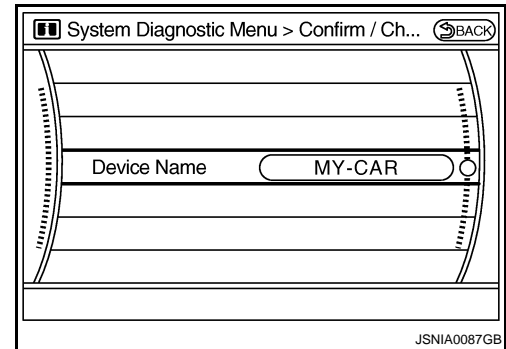 System Diagnostic Menu > Confirm / Ch... BACK
Device Name MY-CAR
JSNIA0087GB